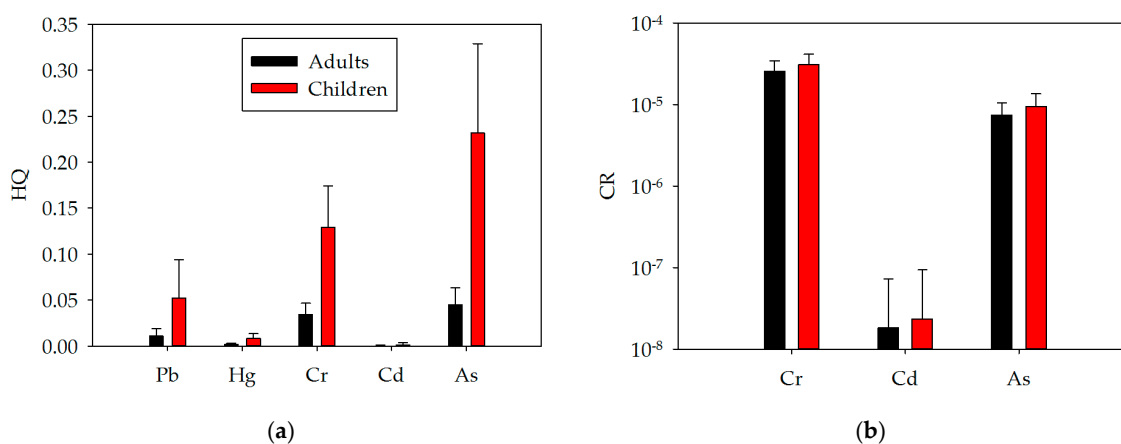 0.35
0.30
0.25
0.20
0.15
0.10
0.05
0.00
HQ
Adults
Children
Pb Hg Cr Cd As
(a)
10-4
10-5
10-6
10-7
10-8
CR
Cr Cd As
(b)